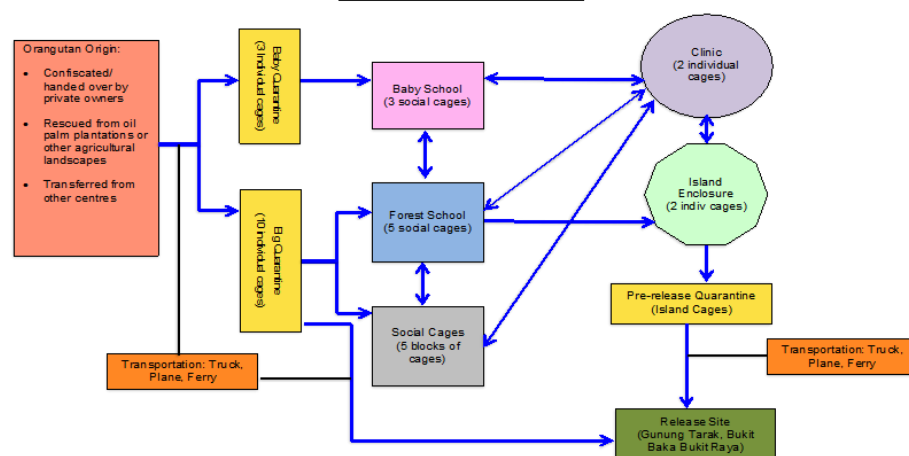 Orangutan Origin:
• Confiscated/
handed over by
private owners
• Rescued from oil
palm plantations or
other agricultural
landscapes
• Transferred from
other centres
Baby Quarantine
(3 Individual cages)
Big Quarantine
(10 individual
cages)
Baby School
(3 social cages)
Forest School
(5 social cages)
Social Cages
(5 blocks of
cages)
Clinic
(2 individual
cages)
Island
Enclosure
(2 indiv cages)
Pre-release Quarantine
(Island Cages)
Transportation: Truck,
Plane, Ferry
Transportation: Truck,
Plane, Ferry
Release Site
(Gunung Tarak, Bukit
Baka Bukit Raya)